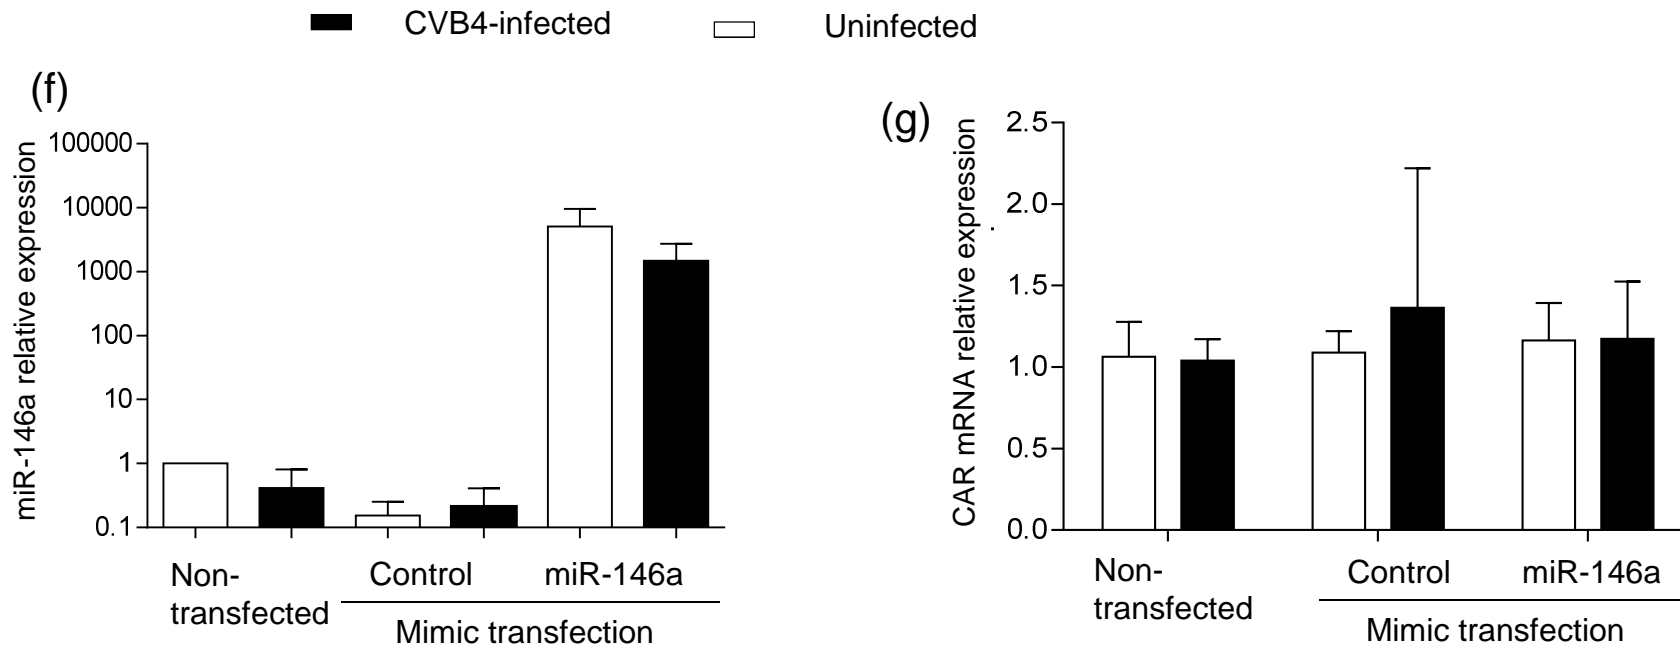 CVB4-infected
Uninfected
(f)
miR-146a relative expression
100000
10000
1000
100
10
1
0.1
Non-
transfected
Control
miR-146a
Mimic transfection
(g)
CAR mRNA relative expression
2.5
2.0
1.5
1.0
0.5
0.0
Non-
transfected
Control
miR-146a
Mimic transfection